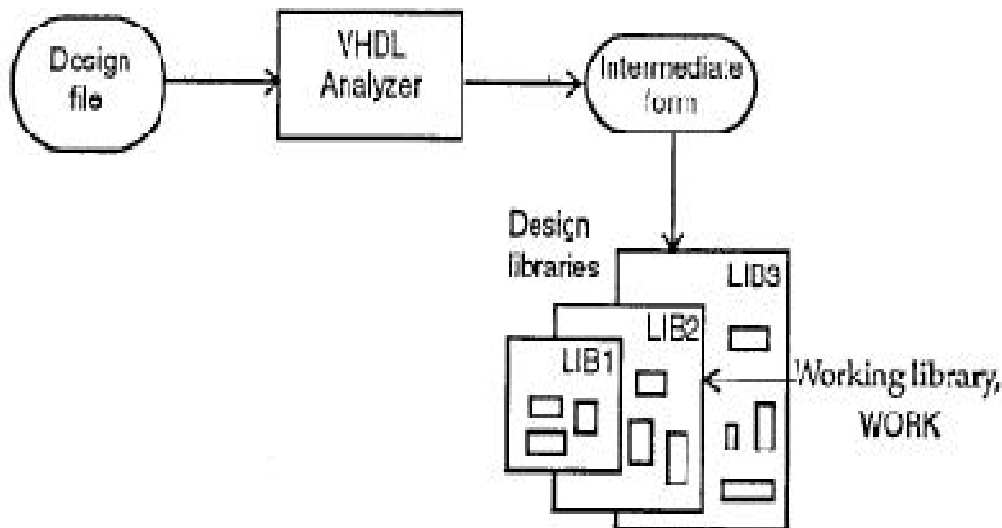 Design
file
VHDL
Analyzer
Intermediate
form
Design
libraries
LIB3
LIB2
LIB1
Working library,
WORK